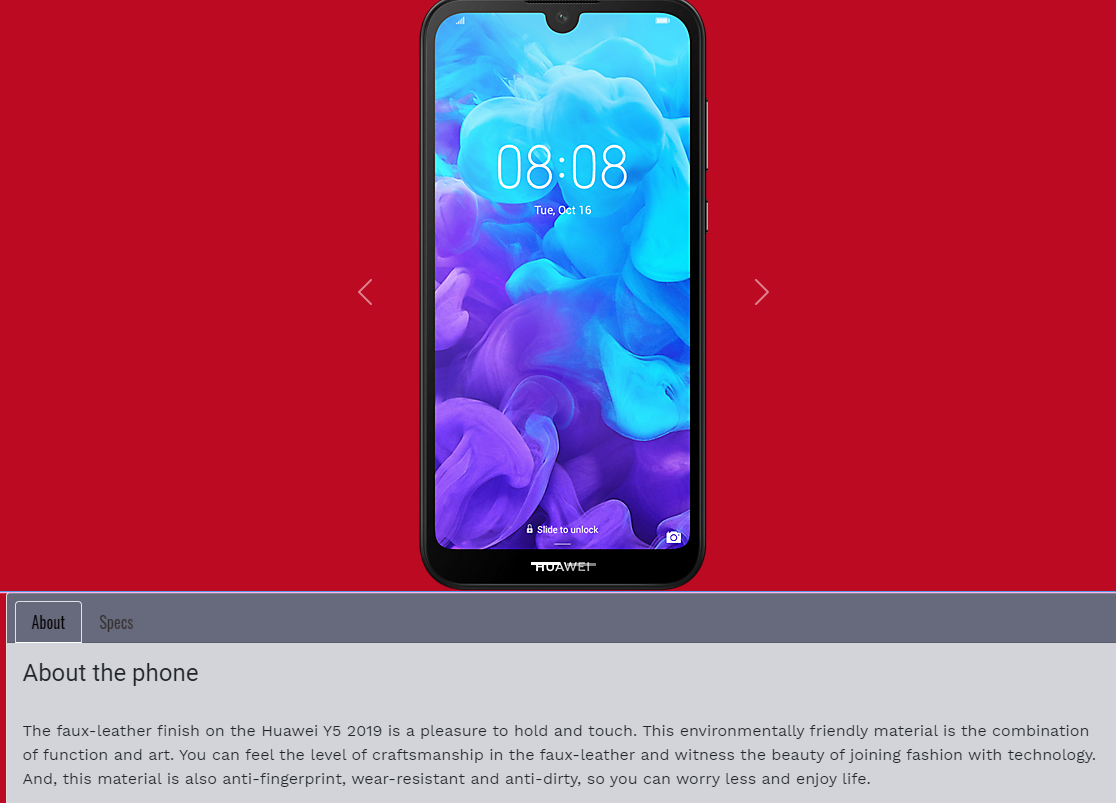 08:08
Tue, Oct 16
Slide to unlock
HUAWEI
About Specs
About the phone
The faux-leather finish on the Huawei Y5 2019 is a pleasure to hold and touch. This environmentally friendly material is the combination
of function and art. You can feel the level of craftsmanship in the faux-leather and witness the beauty of joining fashion with technology.
And, this material is also anti-fingerprint, wear-resistant and anti-dirty, so you can worry less and enjoy life.